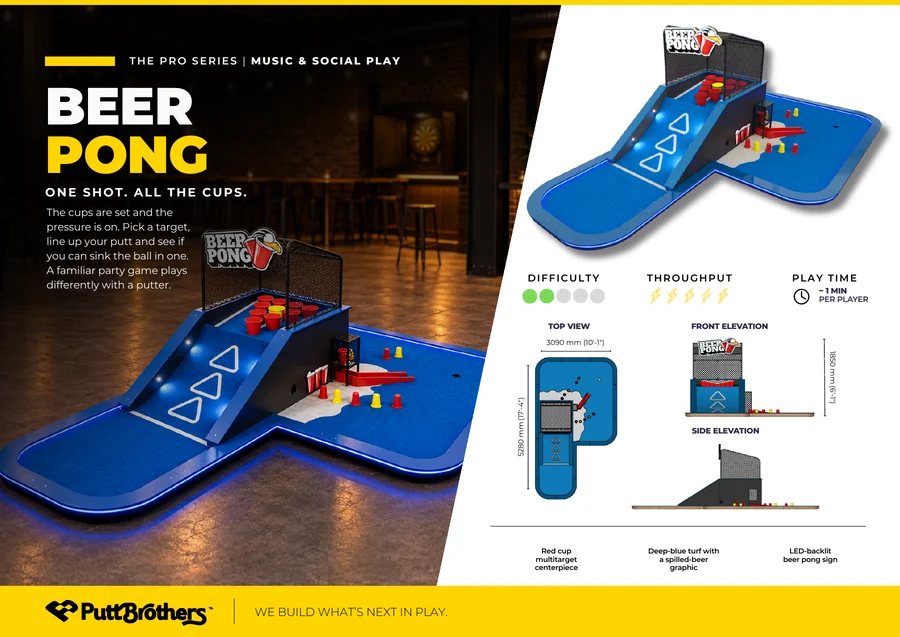 THE PRO SERIES | MUSIC & SOCIAL PLAY
BEER
PONG
ONE SHOT. ALL THE CUPS.
The cups are set and the
pressure is on. Pick a target,
line up your putt and see if
you can sink the ball in one.
A familiar party game plays
differently with a putter.
BEER
PONG
BEER
PONG
DIFFICULTY
THROUGHPUT
PLAY TIME
~ 1 MIN
PER PLAYER
TOP VIEW
3090 mm (10'-1")
5280 mm (17'-4")
FRONT ELEVATION
BEER
PONG
1850 mm (6'-1")
SIDE ELEVATION
Red cup
multitarget
centerpiece
Deep-blue turf with
a spilled-beer
graphic
LED-backlit
beer pong sign
PuttBrothers™
WE BUILD WHAT'S NEXT IN PLAY.